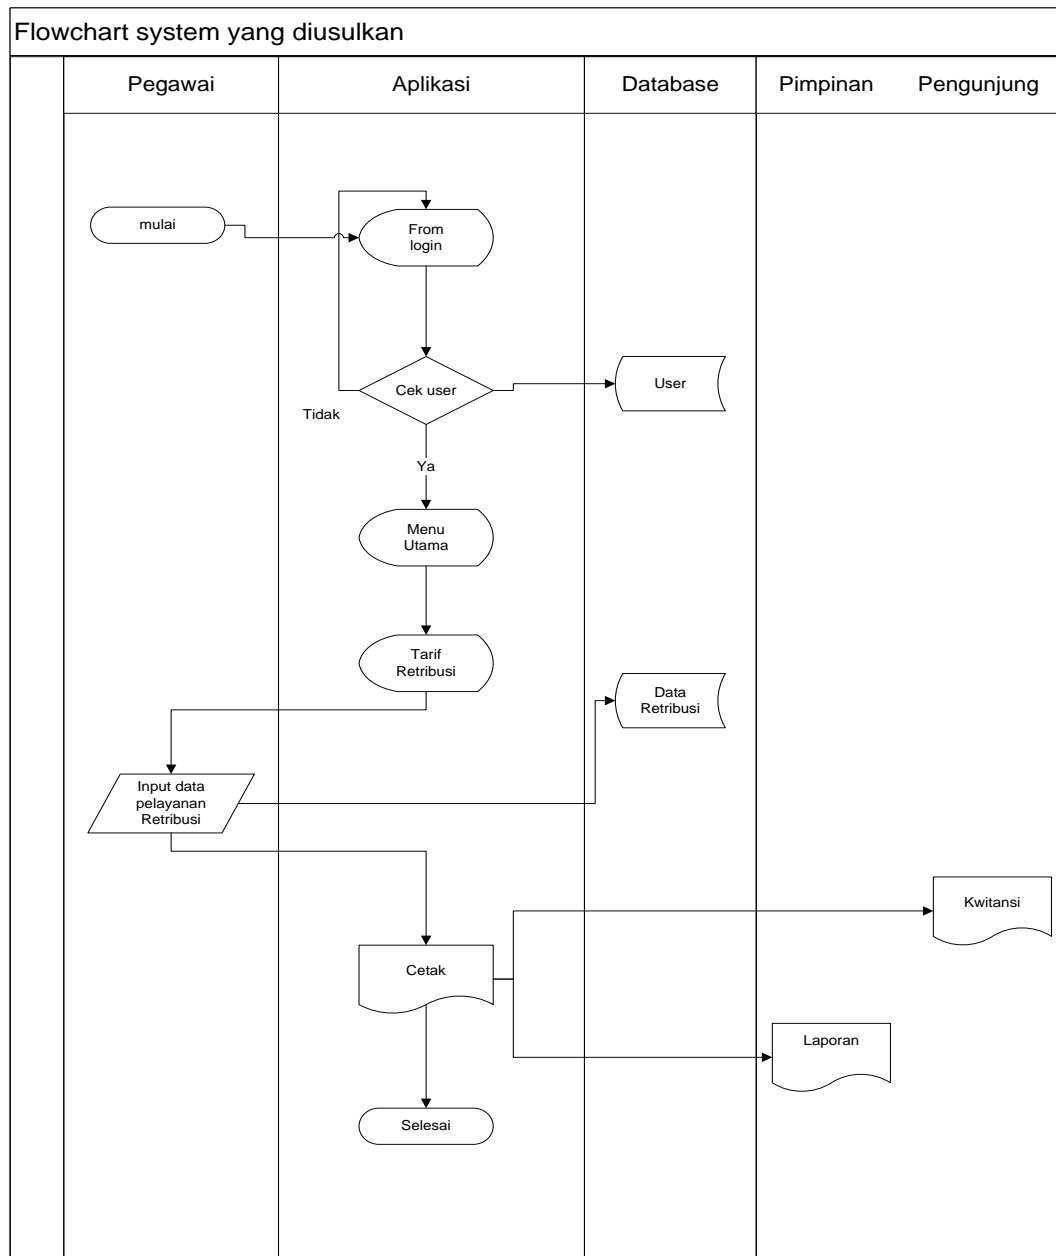 Flowchart system yang diusulkan
Pegawai
Aplikasi
Database
Pimpinan
Pengunjung
mulai
From
login
Cek user
User
Tidak
Ya
Menu
Utama
Tarif
Retribusi
Data
Retribusi
Input data
pelayanan
Retribusi
Kwitansi
Cetak
Laporan
Selesai